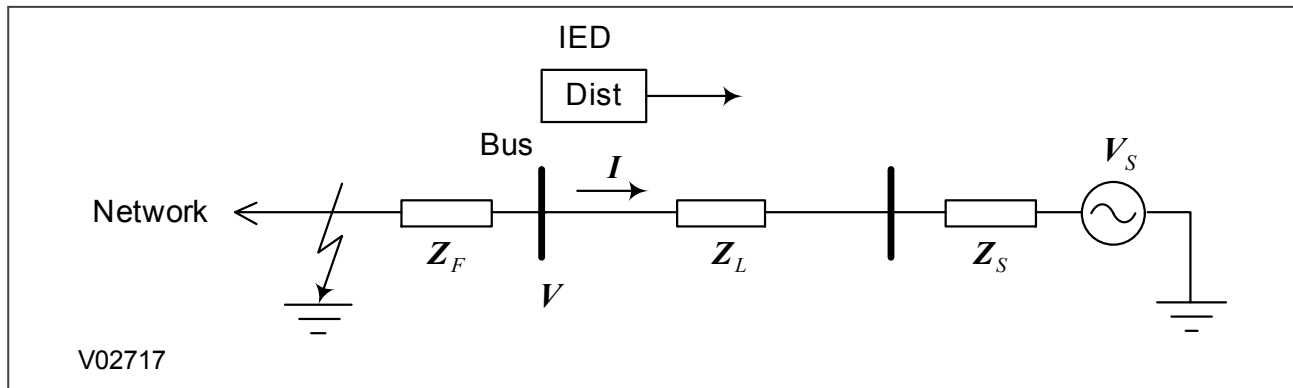 IED
Dist
Bus
I
V_S
Network
Z_F
Z_L
Z_S
V
V02717